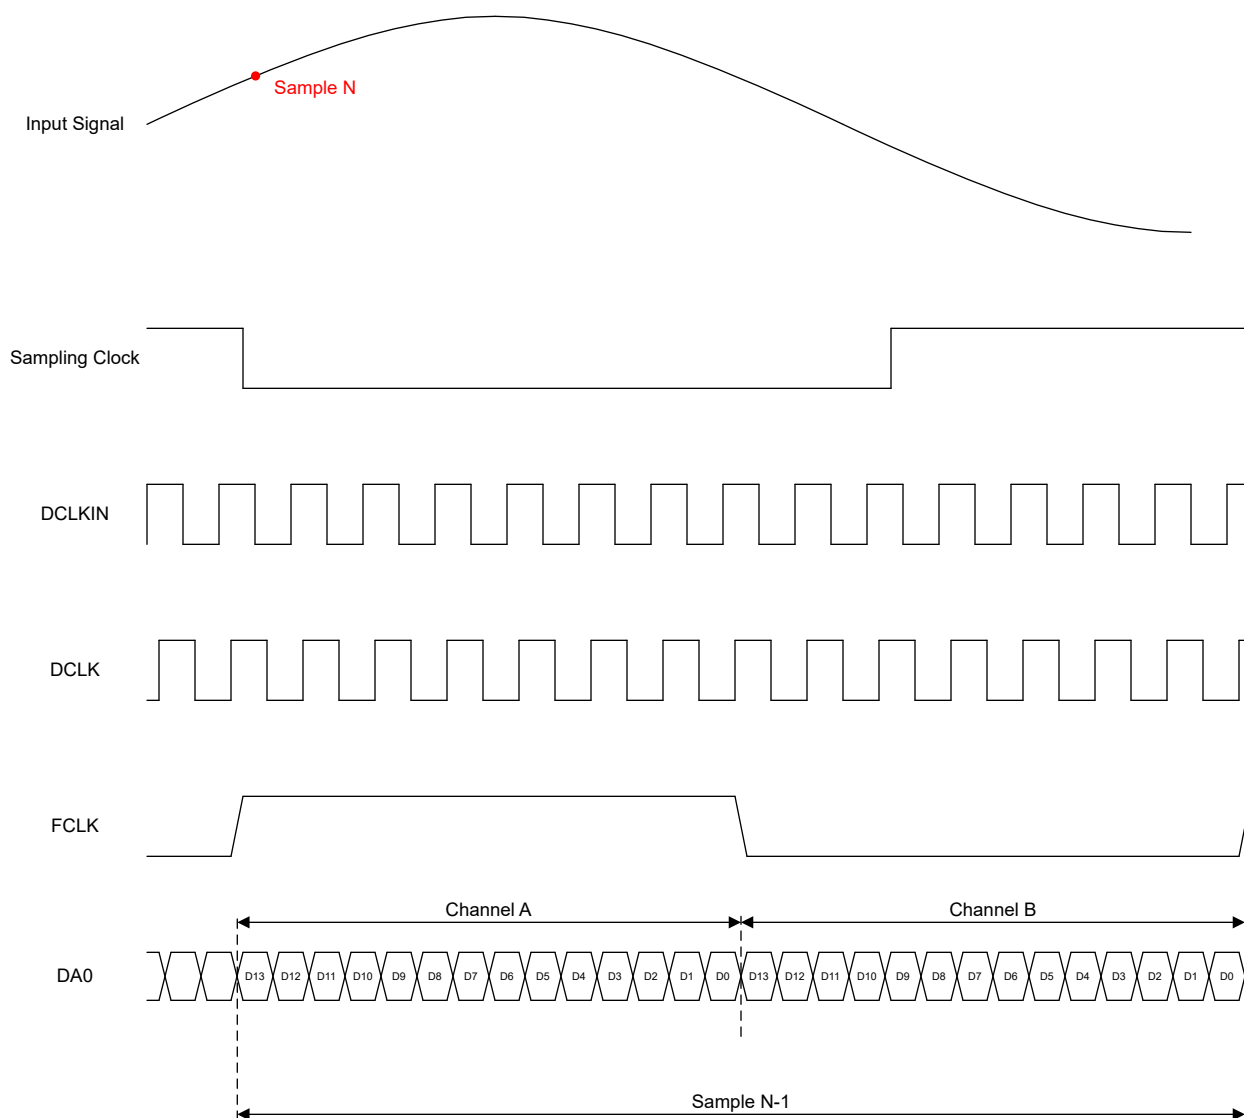 Sample N
Input Signal
Sampling Clock
DCLKIN
DCLK
FCLK
Channel A Channel B
DA0 D13 D12 D11 D10 D9 D8 D7 D6 D5 D4 D3 D2 D1 D0 D13 D12 D11 D10 D9 D8 D7 D6 D5 D4 D3 D2 D1 D0
Sample N-1